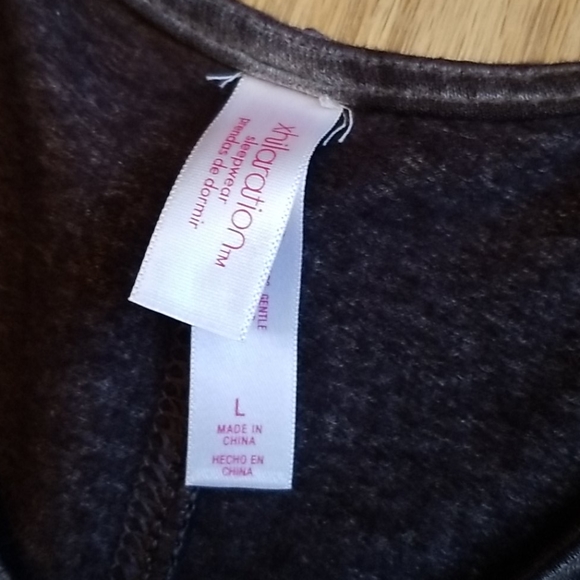 xhilaration™
sleepwear
prendas de dormir
GENTLE
L
MADE IN
CHINA
HECHO EN
CHINA